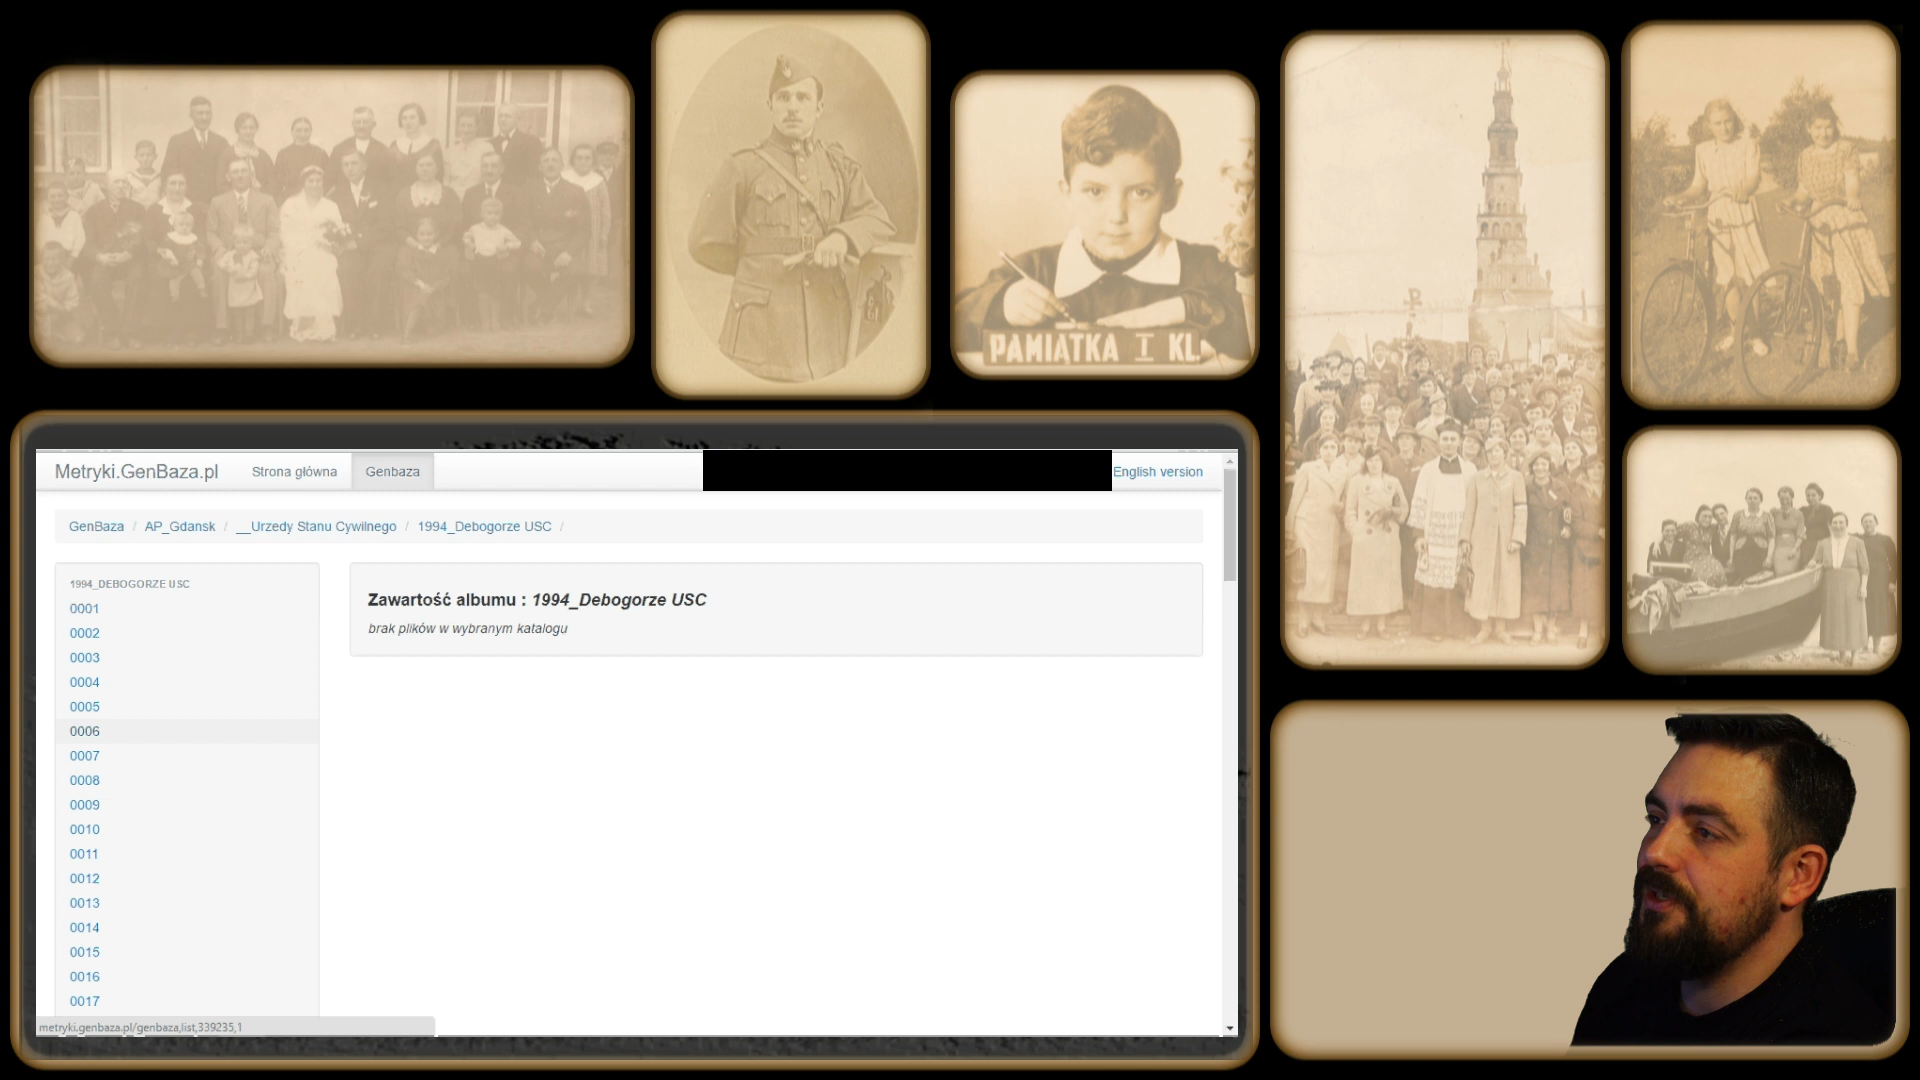 PAMIĄTKA I KL.
Metryki.GenBaza.pl Strona główna Genbaza English version
GenBaza / AP_Gdansk / __Urzedy Stanu Cywilnego / 1994_Debogorze USC /
1994_DEBOGORZE USC
0001
0002
0003
0004
0005
0006
0007
0008
0009
0010
0011
0012
0013
0014
0015
0016
0017
Zawartość albumu : 1994_Debogorze USC
brak plików w wybranym katalogu
metryki.genbaza.pl/genbaza,list,339235,1